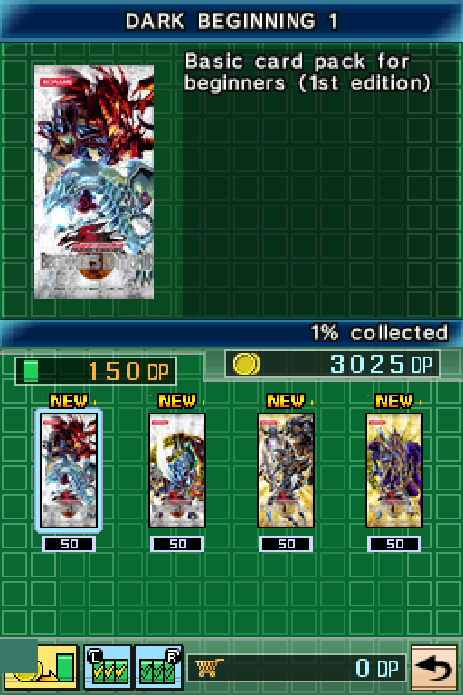 DARK BEGINNING 1
Basic card pack for
beginners (1st edition)
KONAMI
1% collected
150 DP
3025 DP
NEW
NEW
NEW
NEW
50
50
50
50
L
R
0 DP